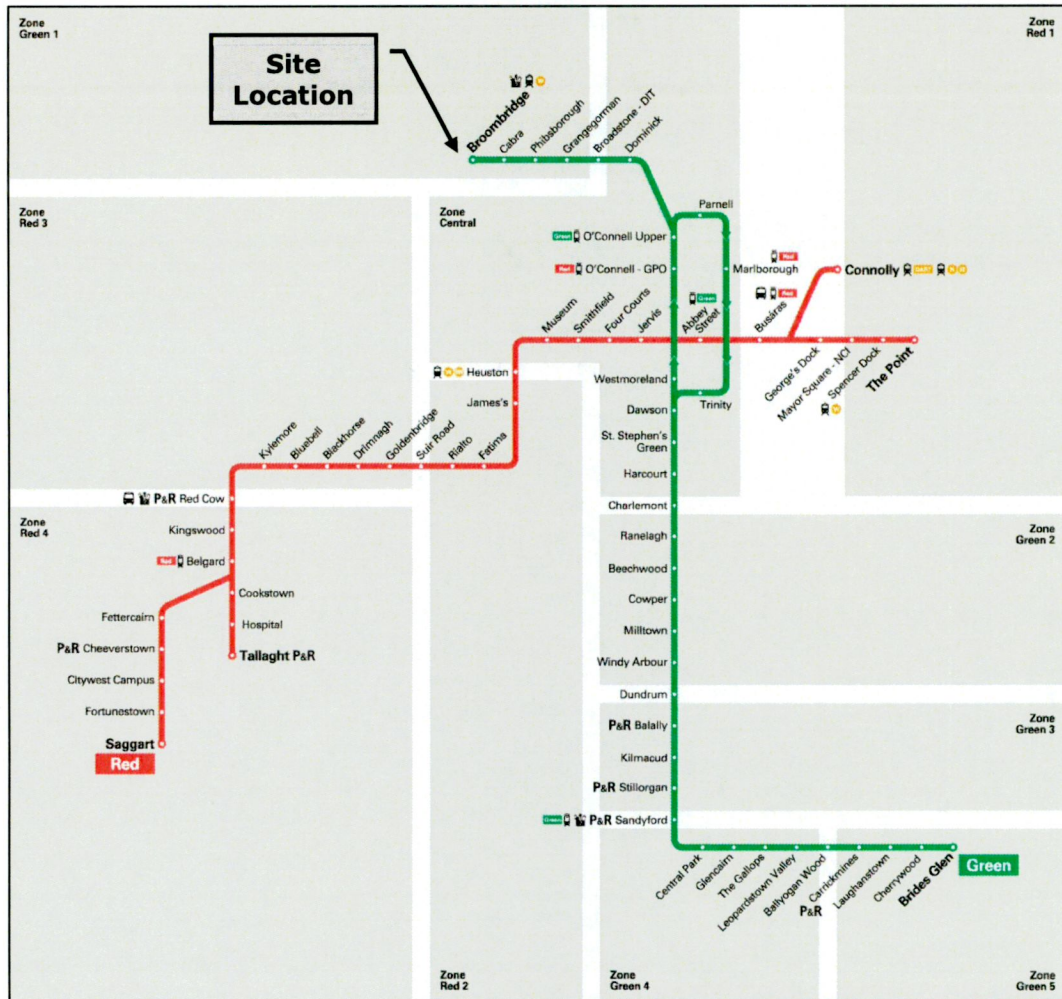 Zone
Green 1
Site
Location
Zone
Red 1
Broombridge
Cabra
Phibsborough
Grangegorman
Broadstone - DIT
Dominick
Zone
Red 3
Zone
Central
Parnell
Green O'Connell Upper
Red O'Connell - GPO
Red
Marlborough
Connolly DART
Green
Red
Museum
Smithfield
Four Courts
Jervis
Abbey
Street
Busáras
George's Dock
Mayor Square - NCI
Spencer Dock
The Point
Heuston
James's
Westmoreland
Trinity
Dawson
St. Stephen's
Green
Harcourt
Charlemont
Kylemore
Bluebell
Blackhorse
Drimnagh
Goldenbridge
Suir Road
Rialto
Fatima
P&R Red Cow
Zone
Red 4
Kingswood
Red Belgard
Cookstown
Hospital
Tallaght P&R
Fettercairn
P&R Cheeverstown
Citywest Campus
Fortunestown
Saggart
Red
Zone
Green 2
Ranelagh
Beechwood
Cowper
Milltown
Windy Arbour
Dundrum
Zone
Green 3
P&R Balally
Kilmacud
P&R Stillorgan
Green P&R Sandyford
Central Park
Glencairn
The Gallops
Leopardstown Valley
Ballyogan Wood
Carrickmines
P&R
Laughanstown
Cherrywood
Brides Glen
Green
Zone
Red 2
Zone
Green 4
Zone
Green 5